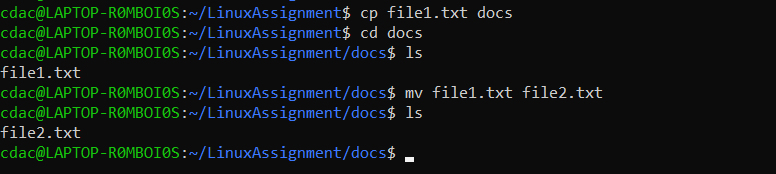 cdac@LAPTOP-R0MBOI0S:~/LinuxAssignment$ cp file1.txt docs
cdac@LAPTOP-R0MBOI0S:~/LinuxAssignment$ cd docs
cdac@LAPTOP-R0MBOI0S:~/LinuxAssignment/docs$ ls
file1.txt
cdac@LAPTOP-R0MBOI0S:~/LinuxAssignment/docs$ mv file1.txt file2.txt
cdac@LAPTOP-R0MBOI0S:~/LinuxAssignment/docs$ ls
file2.txt
cdac@LAPTOP-R0MBOI0S:~/LinuxAssignment/docs$